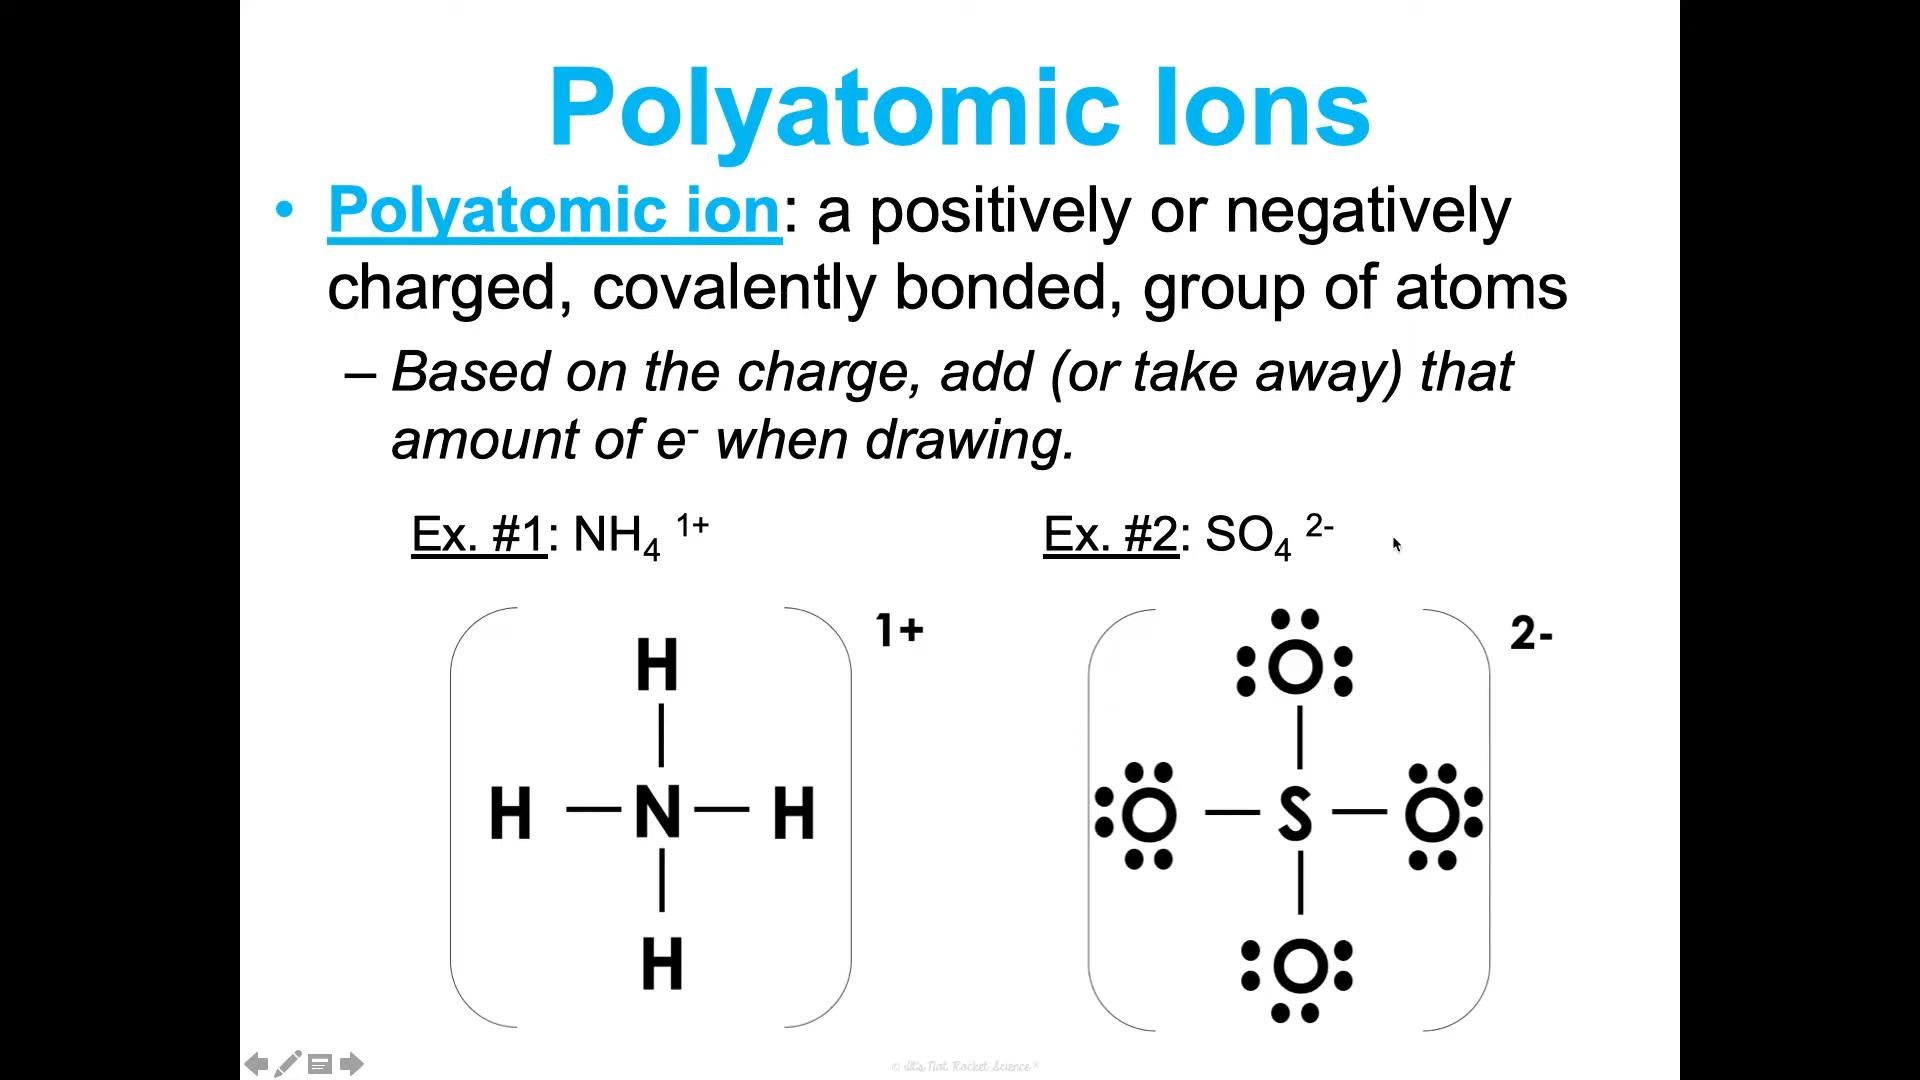 Polyatomic Ions
• Polyatomic ion: a positively or negatively
charged, covalently bonded, group of atoms
– Based on the charge, add (or take away) that
amount of e⁻ when drawing.
Ex. #1: NH₄ ¹⁺
Ex. #2: SO₄ ²⁻
1+
H
H — N — H
H
2-
O
O — S — O
O
© It's Not Rocket Science®